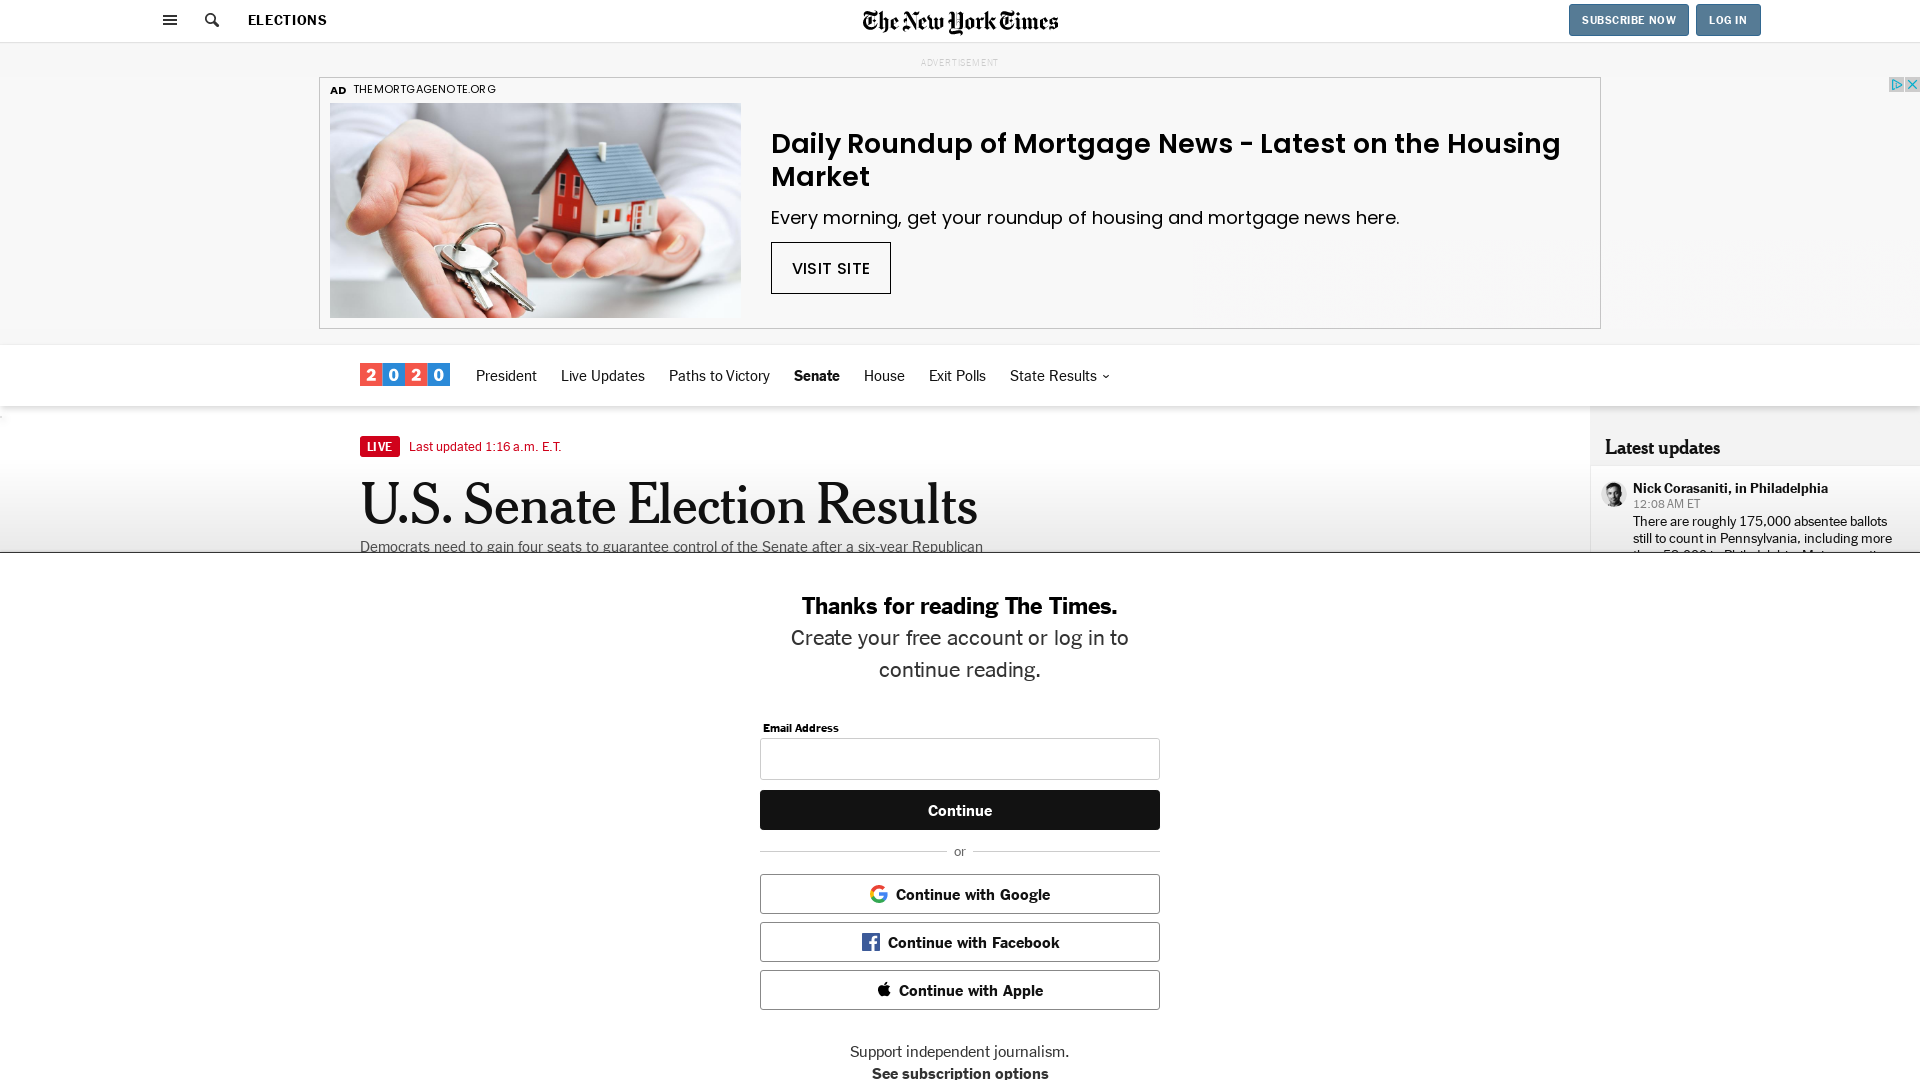 ELECTIONS
The New York Times
SUBSCRIBE NOW
LOG IN
ADVERTISEMENT
AD THEMORTGAGENOTE.ORG
Daily Roundup of Mortgage News - Latest on the Housing
Market
Every morning, get your roundup of housing and mortgage news here.
VISIT SITE
2020
President
Live Updates
Paths to Victory
Senate
House
Exit Polls
State Results
LIVE Last updated 1:16 a.m. E.T.
U.S. Senate Election Results
Democrats need to gain four seats to guarantee control of the Senate after a six-year Republican
Latest updates
Nick Corasaniti, in Philadelphia
12:08 AM ET
There are roughly 175,000 absentee ballots
still to count in Pennsylvania, including more
Thanks for reading The Times.
Create your free account or log in to
continue reading.
Email Address
Continue
or
Continue with Google
Continue with Facebook
Continue with Apple
Support independent journalism.
See subscription options